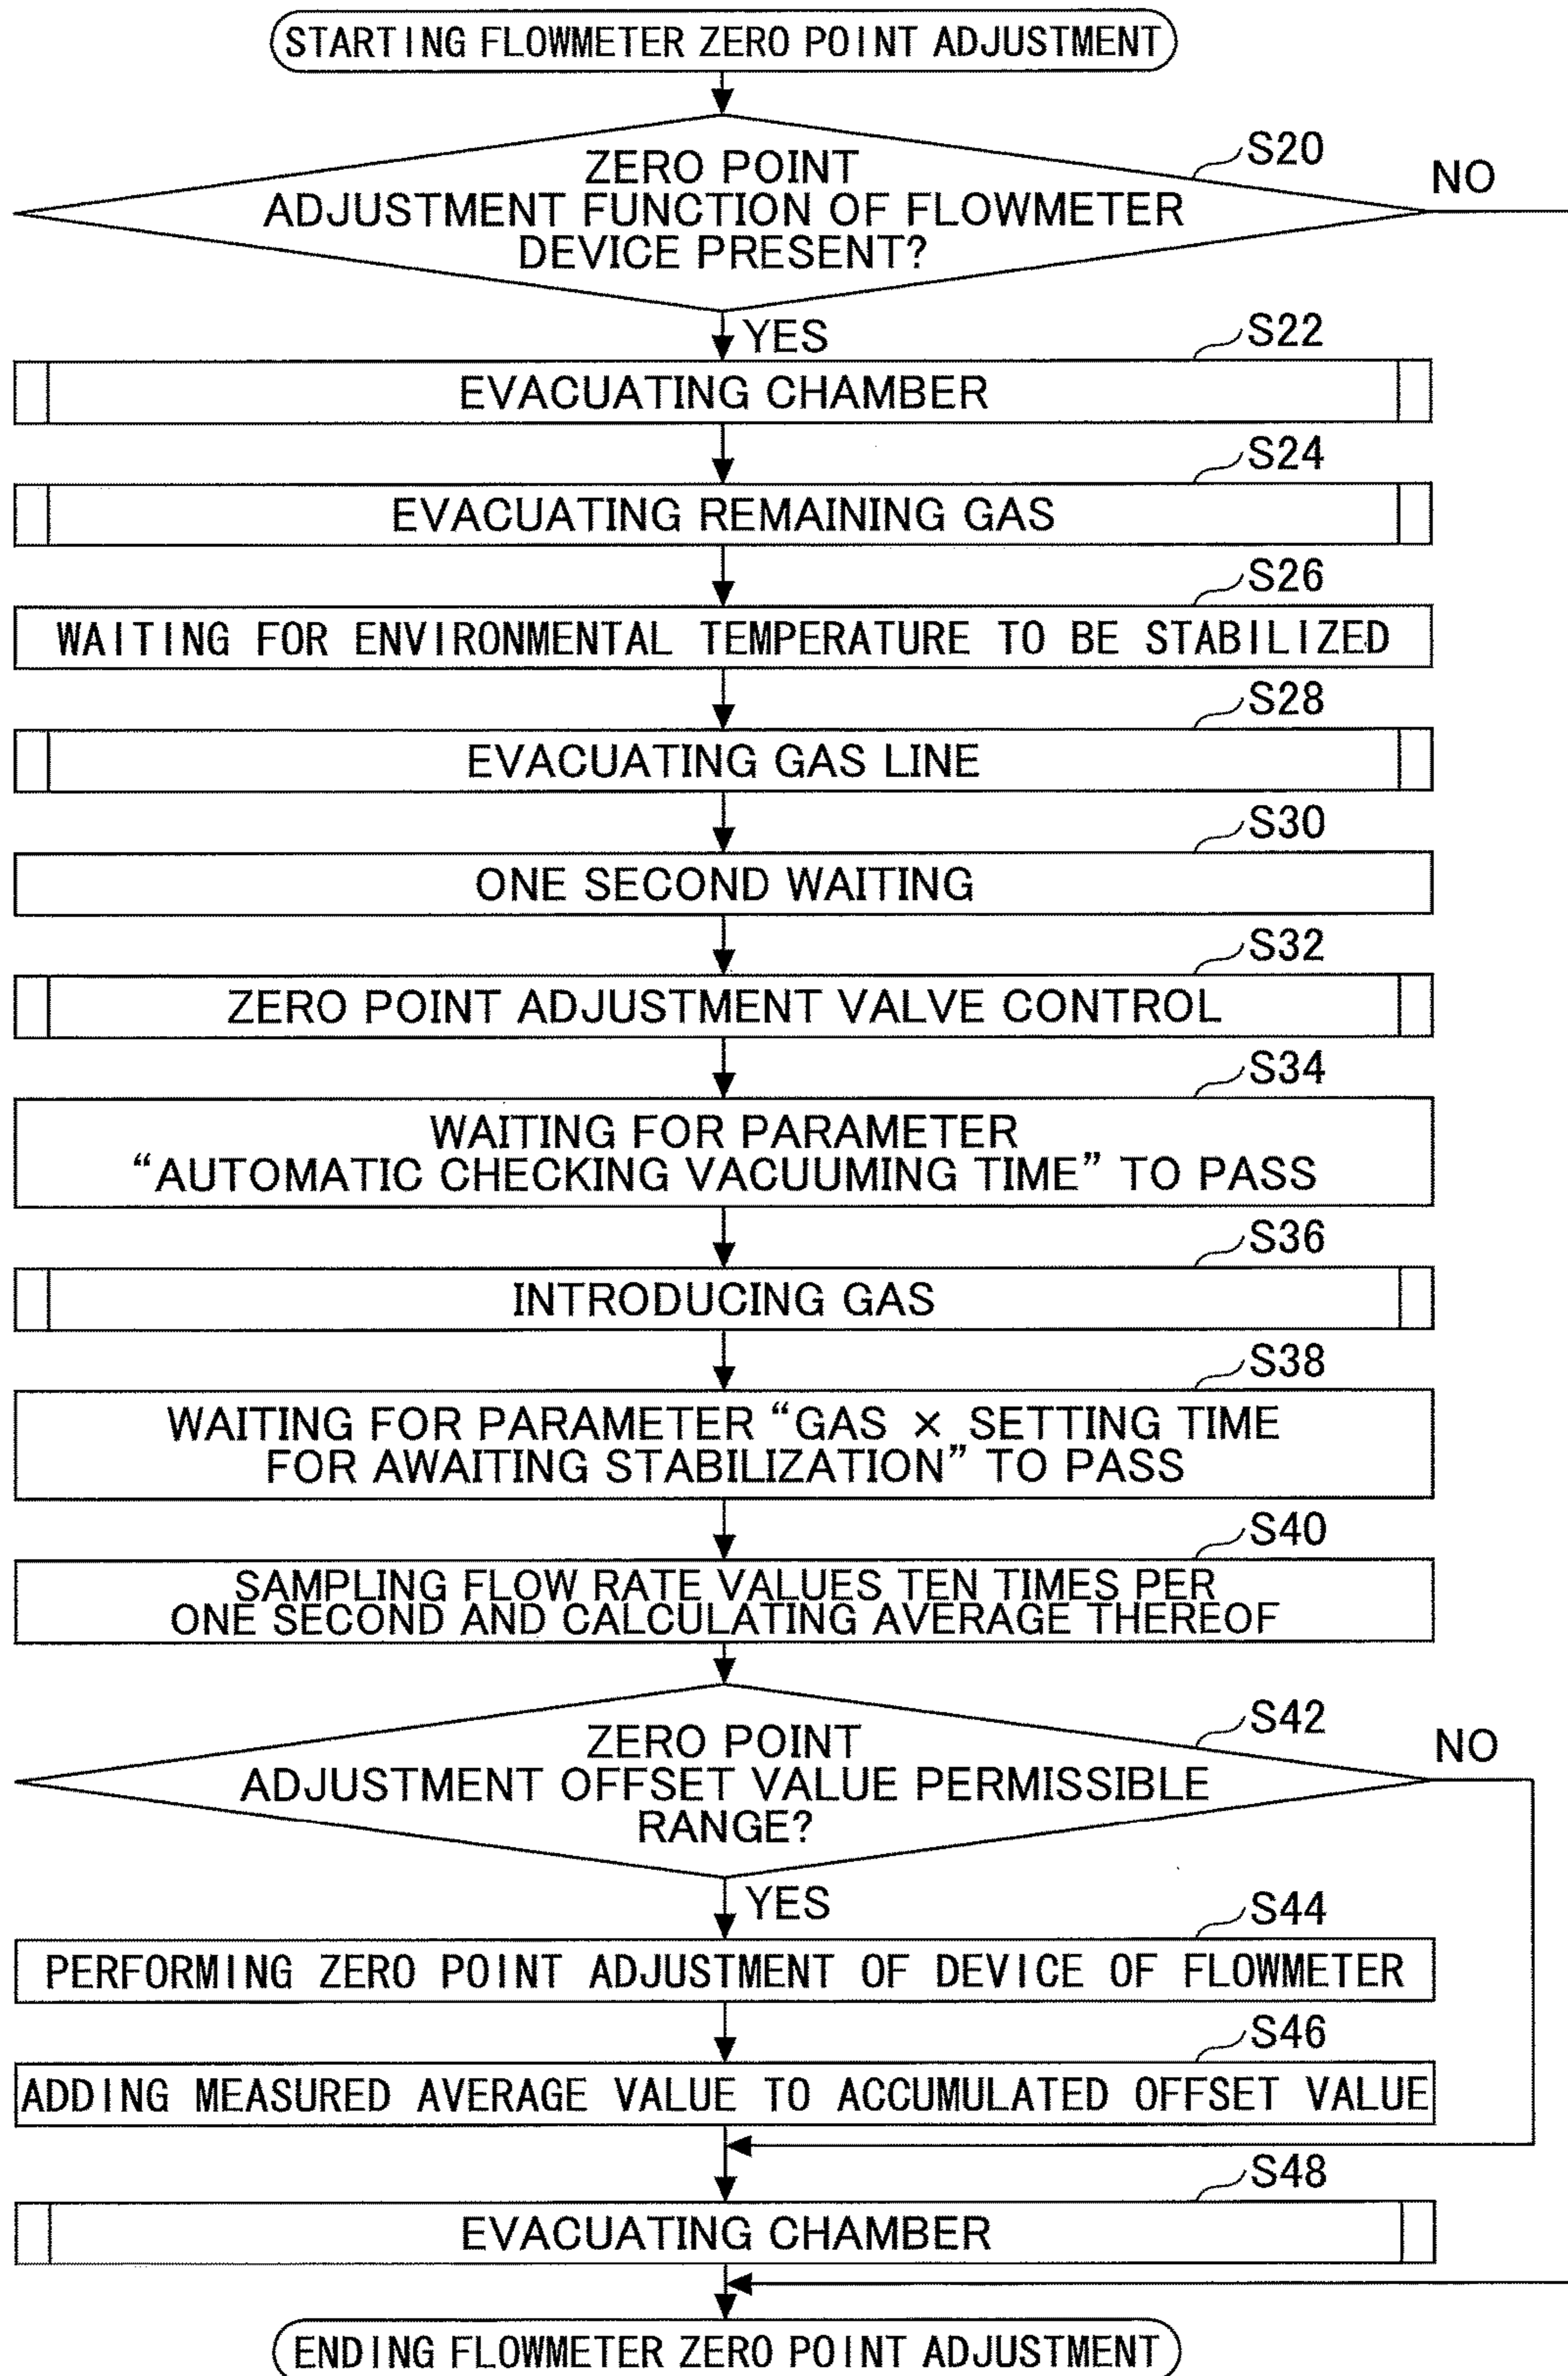 STARTING FLOWMETER ZERO POINT ADJUSTMENT
S20
ZERO POINT
ADJUSTMENT FUNCTION OF FLOWMETER
DEVICE PRESENT?
NO
YES
S22
EVACUATING CHAMBER
S24
EVACUATING REMAINING GAS
S26
WAITING FOR ENVIRONMENTAL TEMPERATURE TO BE STABILIZED
S28
EVACUATING GAS LINE
S30
ONE SECOND WAITING
S32
ZERO POINT ADJUSTMENT VALVE CONTROL
S34
WAITING FOR PARAMETER
“AUTOMATIC CHECKING VACUUMING TIME” TO PASS
S36
INTRODUCING GAS
S38
WAITING FOR PARAMETER “GAS × SETTING TIME
FOR AWAITING STABILIZATION” TO PASS
S40
SAMPLING FLOW RATE VALUES TEN TIMES PER
ONE SECOND AND CALCULATING AVERAGE THEREOF
S42
ZERO POINT
ADJUSTMENT OFFSET VALUE PERMISSIBLE
RANGE?
NO
YES
S44
PERFORMING ZERO POINT ADJUSTMENT OF DEVICE OF FLOWMETER
S46
ADDING MEASURED AVERAGE VALUE TO ACCUMULATED OFFSET VALUE
S48
EVACUATING CHAMBER
ENDING FLOWMETER ZERO POINT ADJUSTMENT